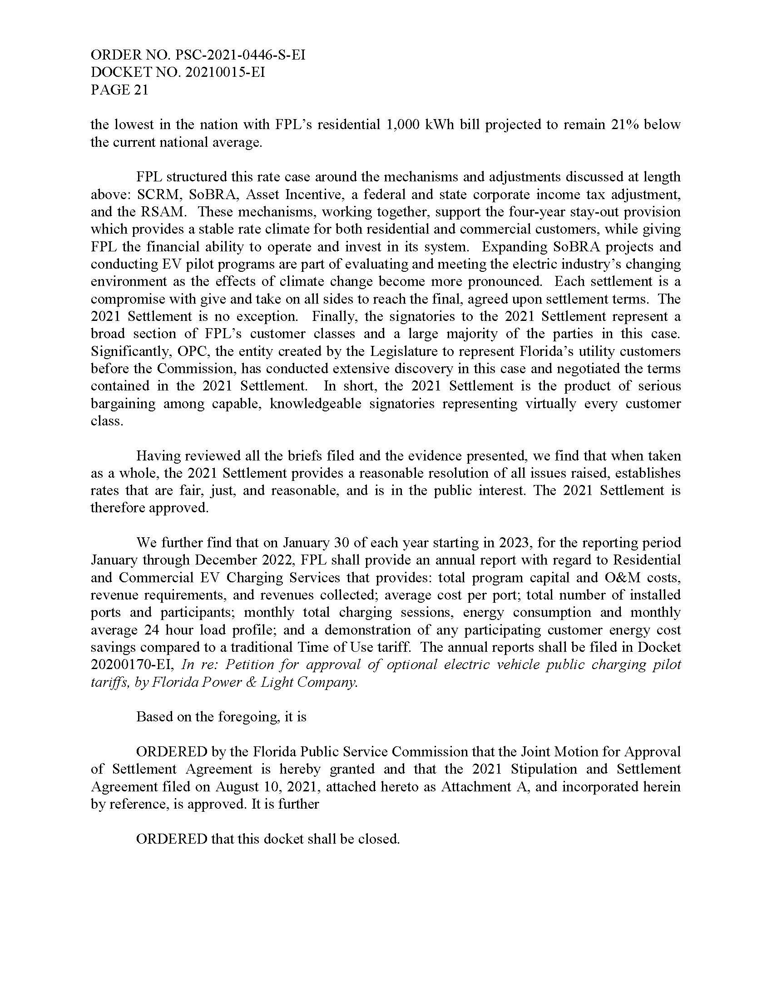 ORDER NO. PSC-2021-0446-S-EI
DOCKET NO. 20210015-EI
PAGE 21
the lowest in the nation with FPL’s residential 1,000 kWh bill projected to remain 21% below
the current national average.
FPL structured this rate case around the mechanisms and adjustments discussed at length
above: SCRM, SoBRA, Asset Incentive, a federal and state corporate income tax adjustment,
and the RSAM. These mechanisms, working together, support the four-year stay-out provision
which provides a stable rate climate for both residential and commercial customers, while giving
FPL the financial ability to operate and invest in its system. Expanding SoBRA projects and
conducting EV pilot programs are part of evaluating and meeting the electric industry’s changing
environment as the effects of climate change become more pronounced. Each settlement is a
compromise with give and take on all sides to reach the final, agreed upon settlement terms. The
2021 Settlement is no exception. Finally, the signatories to the 2021 Settlement represent a
broad section of FPL’s customer classes and a large majority of the parties in this case.
Significantly, OPC, the entity created by the Legislature to represent Florida’s utility customers
before the Commission, has conducted extensive discovery in this case and negotiated the terms
contained in the 2021 Settlement. In short, the 2021 Settlement is the product of serious
bargaining among capable, knowledgeable signatories representing virtually every customer
class.
Having reviewed all the briefs filed and the evidence presented, we find that when taken
as a whole, the 2021 Settlement provides a reasonable resolution of all issues raised, establishes
rates that are fair, just, and reasonable, and is in the public interest. The 2021 Settlement is
therefore approved.
We further find that on January 30 of each year starting in 2023, for the reporting period
January through December 2022, FPL shall provide an annual report with regard to Residential
and Commercial EV Charging Services that provides: total program capital and O&M costs,
revenue requirements, and revenues collected; average cost per port; total number of installed
ports and participants; monthly total charging sessions, energy consumption and monthly
average 24 hour load profile; and a demonstration of any participating customer energy cost
savings compared to a traditional Time of Use tariff. The annual reports shall be filed in Docket
20200170-EI, In re: Petition for approval of optional electric vehicle public charging pilot
tariffs, by Florida Power & Light Company.
Based on the foregoing, it is
ORDERED by the Florida Public Service Commission that the Joint Motion for Approval
of Settlement Agreement is hereby granted and that the 2021 Stipulation and Settlement
Agreement filed on August 10, 2021, attached hereto as Attachment A, and incorporated herein
by reference, is approved. It is further
ORDERED that this docket shall be closed.